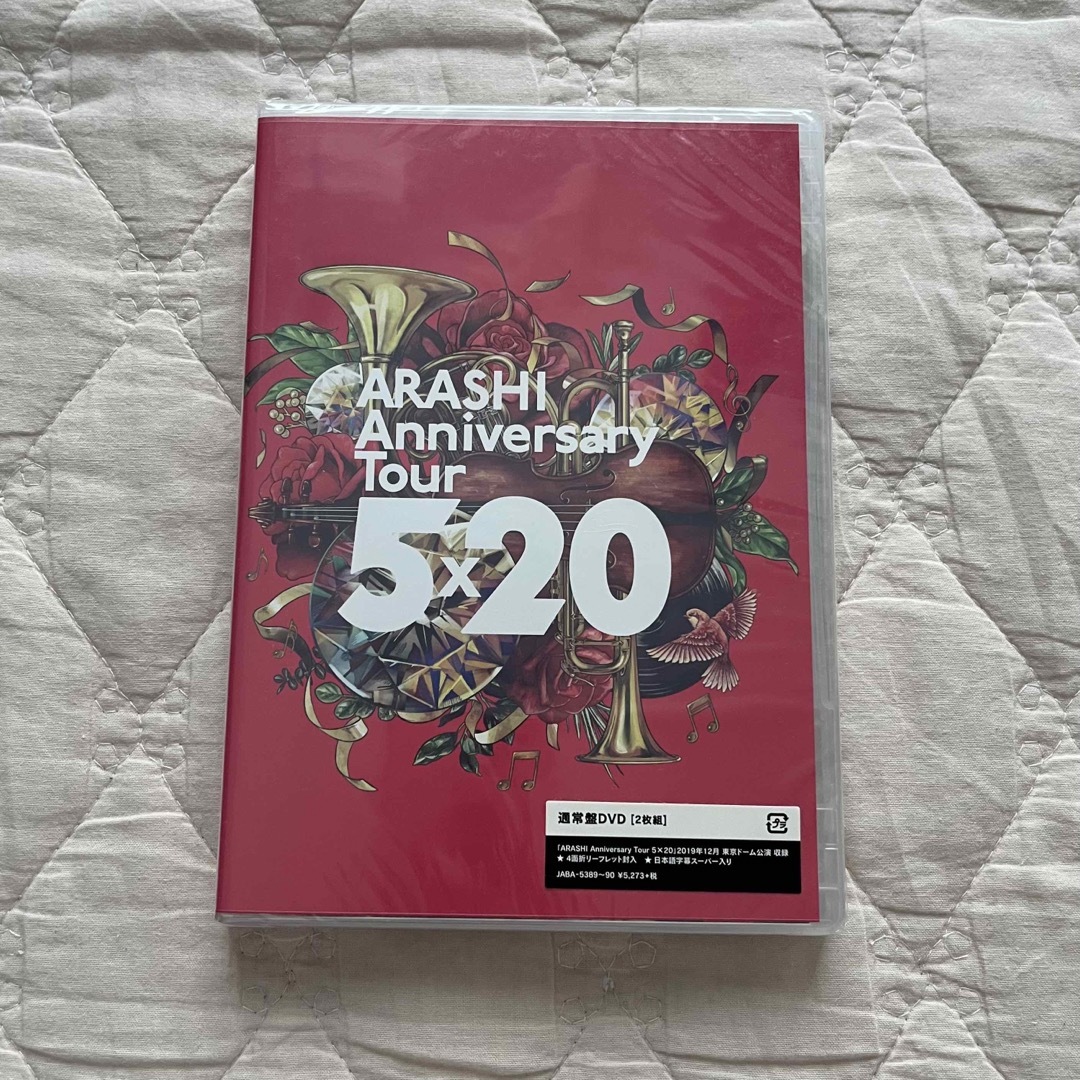 ARASHI
Anniversary
Tour
5×20
通常盤DVD [2枚組]
プラ
「ARASHI Anniversary Tour 5×20」2019年12月 東京ドーム公演 収録
★ 4面折リーフレット封入 ★ 日本語字幕スーパー入り
JABA-5389~90 ¥5,273+税